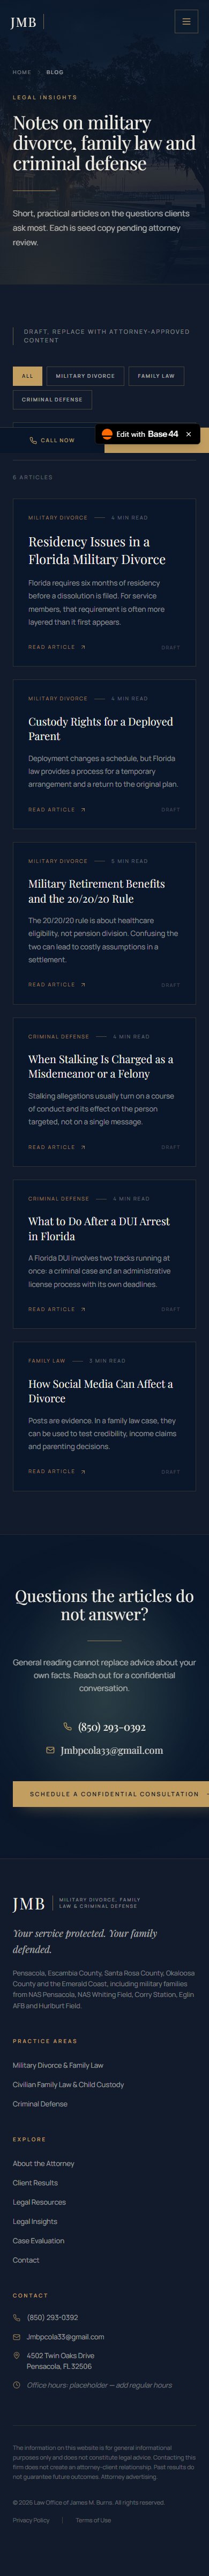 JMB
HOME | BLOG
LEGAL INSIGHTS
Notes on military
divorce, family law and
criminal defense
Short, practical articles on the questions clients
ask most. Each is seed copy pending attorney
review.
DRAFT, REPLACE WITH ATTORNEY-APPROVED
CONTENT
ALL
MILITARY DIVORCE
FAMILY LAW
CRIMINAL DEFENSE
CALL NOW
Edit with Base44 ×
6 ARTICLES
MILITARY DIVORCE — 4 MIN READ
Residency Issues in a
Florida Military Divorce
Florida requires six months of residency
before a dissolution is filed. For service
members, that requirement is often more
layered than it first appears.
READ ARTICLE
DRAFT
MILITARY DIVORCE — 4 MIN READ
Custody Rights for a Deployed
Parent
Deployment changes a schedule, but Florida
law provides a process for a temporary
arrangement and a return to the original plan.
READ ARTICLE
DRAFT
MILITARY DIVORCE — 5 MIN READ
Military Retirement Benefits
and the 20/20/20 Rule
The 20/20/20 rule is about healthcare
eligibility, not pension division. Confusing the
two can lead to costly assumptions in a
settlement.
READ ARTICLE
DRAFT
CRIMINAL DEFENSE — 4 MIN READ
When Stalking Is Charged as a
Misdemeanor or a Felony
Stalking allegations usually turn on a course
of conduct and its effect on the person
targeted, not on a single message.
READ ARTICLE
DRAFT
CRIMINAL DEFENSE — 4 MIN READ
What to Do After a DUI Arrest
in Florida
A Florida DUI involves two tracks running at
once: a criminal case and an administrative
license process with its own deadlines.
READ ARTICLE
DRAFT
FAMILY LAW — 3 MIN READ
How Social Media Can Affect a
Divorce
Posts are evidence. In a family law case, they
can be used to test credibility, income claims
and parenting decisions.
READ ARTICLE
DRAFT
Questions the articles do
not answer?
General reading cannot replace advice about your
own facts. Reach out for a confidential
conversation.
(850) 293-0392
Jmbpcola33@gmail.com
SCHEDULE A CONFIDENTIAL CONSULTATION
JMB
MILITARY DIVORCE, FAMILY
LAW & CRIMINAL DEFENSE
Your service protected. Your family
defended.
Pensacola, Escambia County, Santa Rosa County, Okaloosa
County and the Emerald Coast, including military families
from NAS Pensacola, NAS Whiting Field, Corry Station, Eglin
AFB and Hurlburt Field.
PRACTICE AREAS
Military Divorce & Family Law
Civilian Family Law & Child Custody
Criminal Defense
EXPLORE
About the Attorney
Client Results
Legal Resources
Legal Insights
Case Evaluation
Contact
CONTACT
(850) 293-0392
Jmbpcola33@gmail.com
4502 Twin Oaks Drive
Pensacola, FL 32506
Office hours: placeholder — add regular hours
The information on this website is for general informational
purposes only and does not constitute legal advice. Contacting this
firm does not create an attorney-client relationship. Past results do
not guarantee future outcomes. Attorney advertising.
© 2026 Law Office of James M. Burns. All rights reserved.
Privacy Policy | Terms of Use